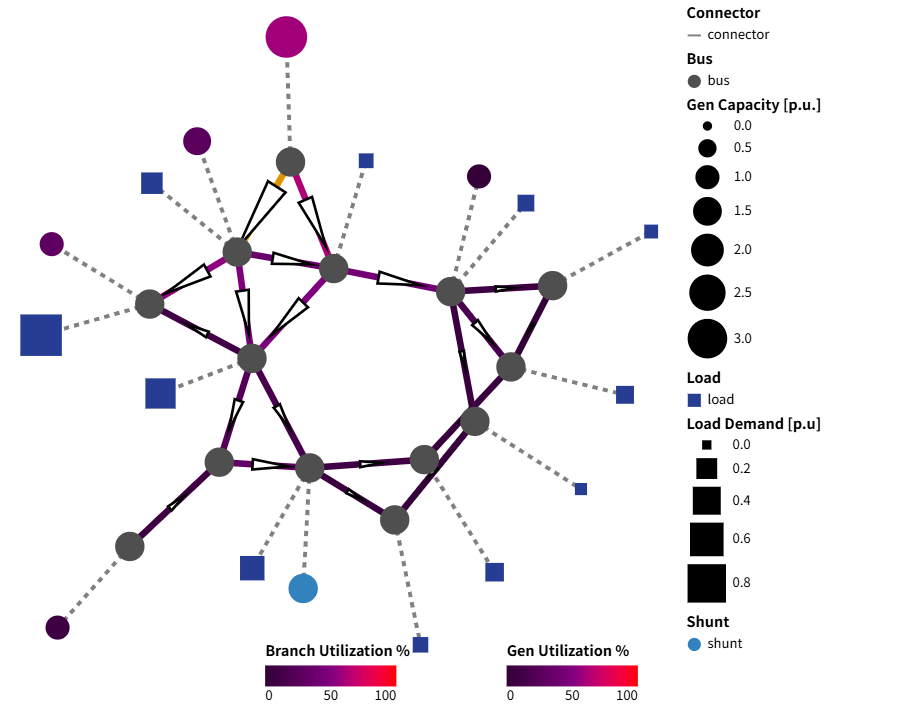 Connector
connector
Bus
bus
Gen Capacity [p.u.]
0.0
0.5
1.0
1.5
2.0
2.5
3.0
Load
load
Load Demand [p.u]
0.0
0.2
0.4
0.6
0.8
Shunt
shunt
Branch Utilization %
0 50 100
Gen Utilization %
0 50 100